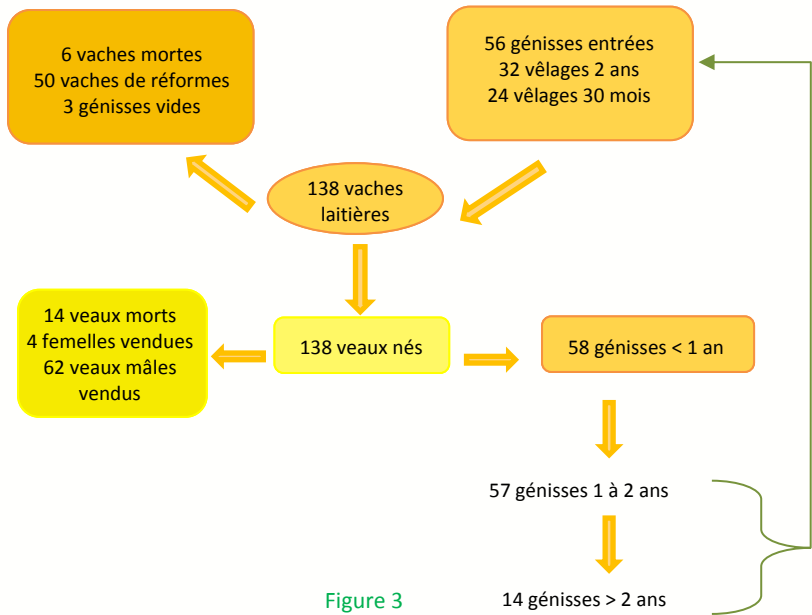 6 vaches mortes
50 vaches de réformes
3 génisses vides
56 génisses entrées
32 vêlages 2 ans
24 vêlages 30 mois
138 vaches
laitières
14 veaux morts
4 femelles vendues
62 veaux mâles
vendus
138 veaux nés
58 génisses < 1 an
57 génisses 1 à 2 ans
14 génisses > 2 ans
Figure 3